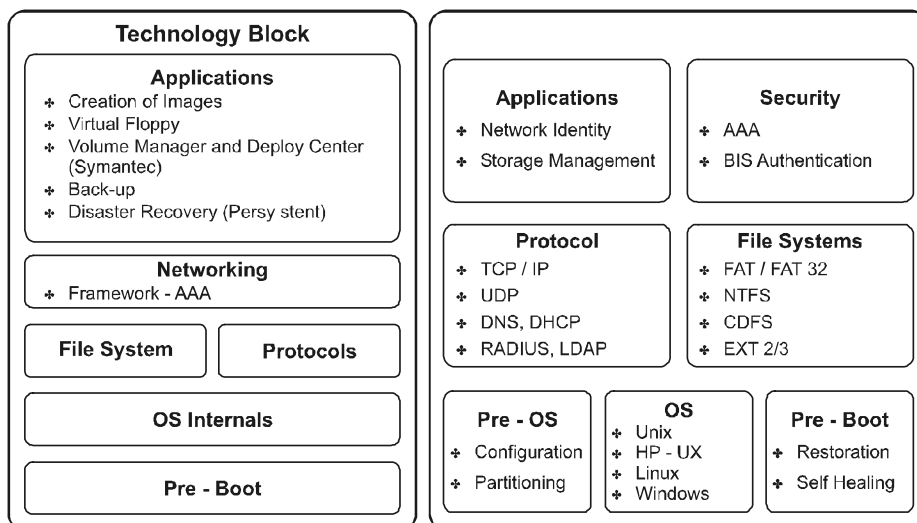 Technology Block
Applications
✤ Creation of Images
✤ Virtual Floppy
✤ Volume Manager and Deploy Center
(Symantec)
✤ Back-up
✤ Disaster Recovery (Persy stent)
Networking
✤ Framework - AAA
File System
Protocols
OS Internals
Pre - Boot
Applications
✤ Network Identity
✤ Storage Management
Security
✤ AAA
✤ BIS Authentication
Protocol
✤ TCP / IP
✤ UDP
✤ DNS, DHCP
✤ RADIUS, LDAP
File Systems
✤ FAT / FAT 32
✤ NTFS
✤ CDFS
✤ EXT 2/3
Pre - OS
✤ Configuration
✤ Partitioning
OS
✤ Unix
✤ HP - UX
✤ Linux
✤ Windows
Pre - Boot
✤ Restoration
✤ Self Healing